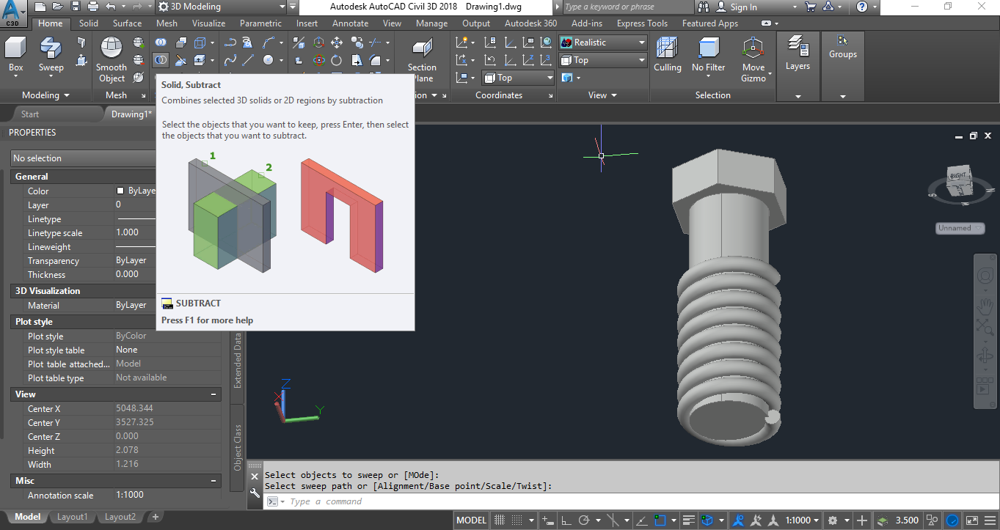 3D Modeling
Autodesk AutoCAD Civil 3D 2018 Drawing1.dwg
Type a keyword or phrase
Sign In
C3D
Home Solid Surface Mesh Visualize Parametric Insert Annotate View Manage Output Autodesk 360 Add-ins Express Tools Featured Apps
Box
Sweep
Smooth
Object
Section
Plane
Realistic
Top
Top
Culling
No Filter
Move
Gizmo
Layers
Groups
Modeling
Mesh
Coordinates
View
Selection
Start
Drawing1*
Solid, Subtract
Combines selected 3D solids or 2D regions by subtraction
Select the objects that you want to keep, press Enter, then select
the objects that you want to subtract.
1
2
SUBTRACT
Press F1 for more help
PROPERTIES
No selection
General
Color ByLaye
Layer 0
Linetype
Linetype scale 1.000
Lineweight
Transparency ByLayer
Thickness 0.000
3D Visualization
Material ByLayer
Plot style
Plot style ByColor
Plot style table None
Plot table attached... Model
Plot table type Not available
View
Center X 5048.344
Center Y 3527.325
Center Z 0.000
Height 2.078
Width 1.216
Misc
Annotation scale 1:1000
Extended Data
Object Class
RIGHT
S
N
Unnamed
Z
X
Y
Select objects to sweep or [MOde]:
Select sweep path or [Alignment/Base point/Scale/Twist]:
Type a command
Model Layout1 Layout2 +
MODEL
1:1000
3.500